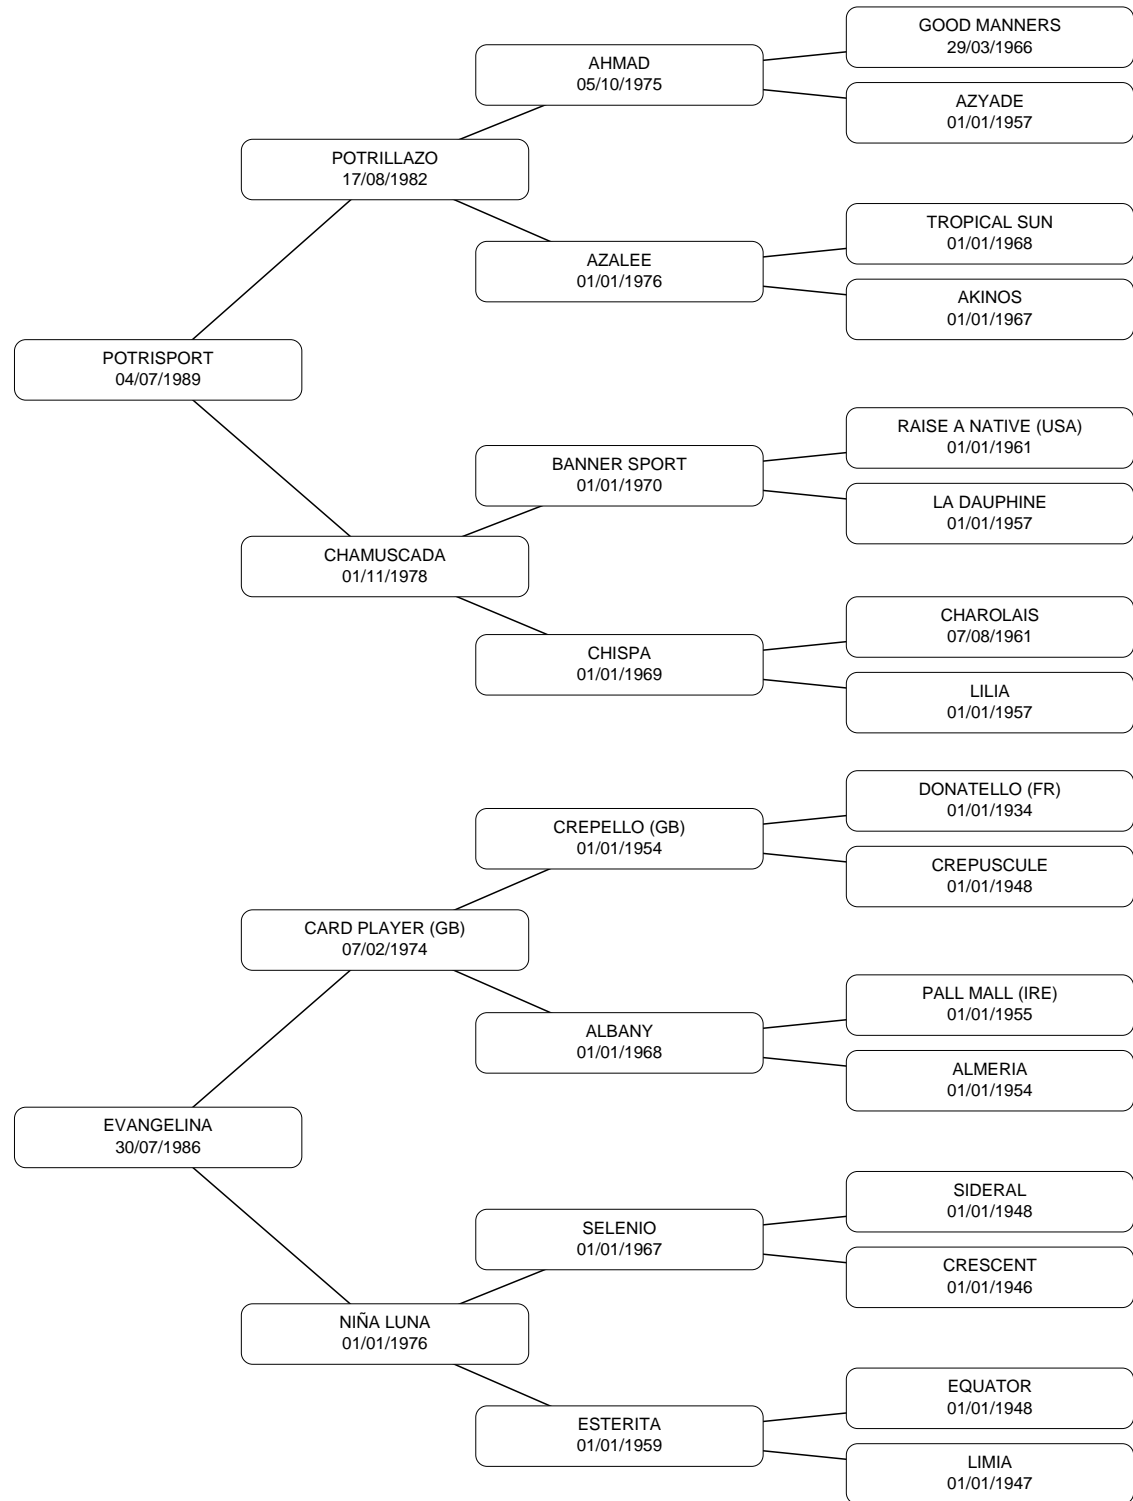 GOOD MANNERS
29/03/1966
AHMAD
05/10/1975
AZYADE
01/01/1957
POTRILLAZO
17/08/1982
TROPICAL SUN
01/01/1968
AZALEE
01/01/1976
AKINOS
01/01/1967
POTRISPORT
04/07/1989
RAISE A NATIVE (USA)
01/01/1961
BANNER SPORT
01/01/1970
LA DAUPHINE
01/01/1957
CHAMUSCADA
01/11/1978
CHAROLAIS
07/08/1961
CHISPA
01/01/1969
LILIA
01/01/1957
DONATELLO (FR)
01/01/1934
CREPELLO (GB)
01/01/1954
CREPUSCULE
01/01/1948
CARD PLAYER (GB)
07/02/1974
PALL MALL (IRE)
01/01/1955
ALBANY
01/01/1968
ALMERIA
01/01/1954
EVANGELINA
30/07/1986
SIDERAL
01/01/1948
SELENIO
01/01/1967
CRESCENT
01/01/1946
NIÑA LUNA
01/01/1976
EQUATOR
01/01/1948
ESTERITA
01/01/1959
LIMIA
01/01/1947